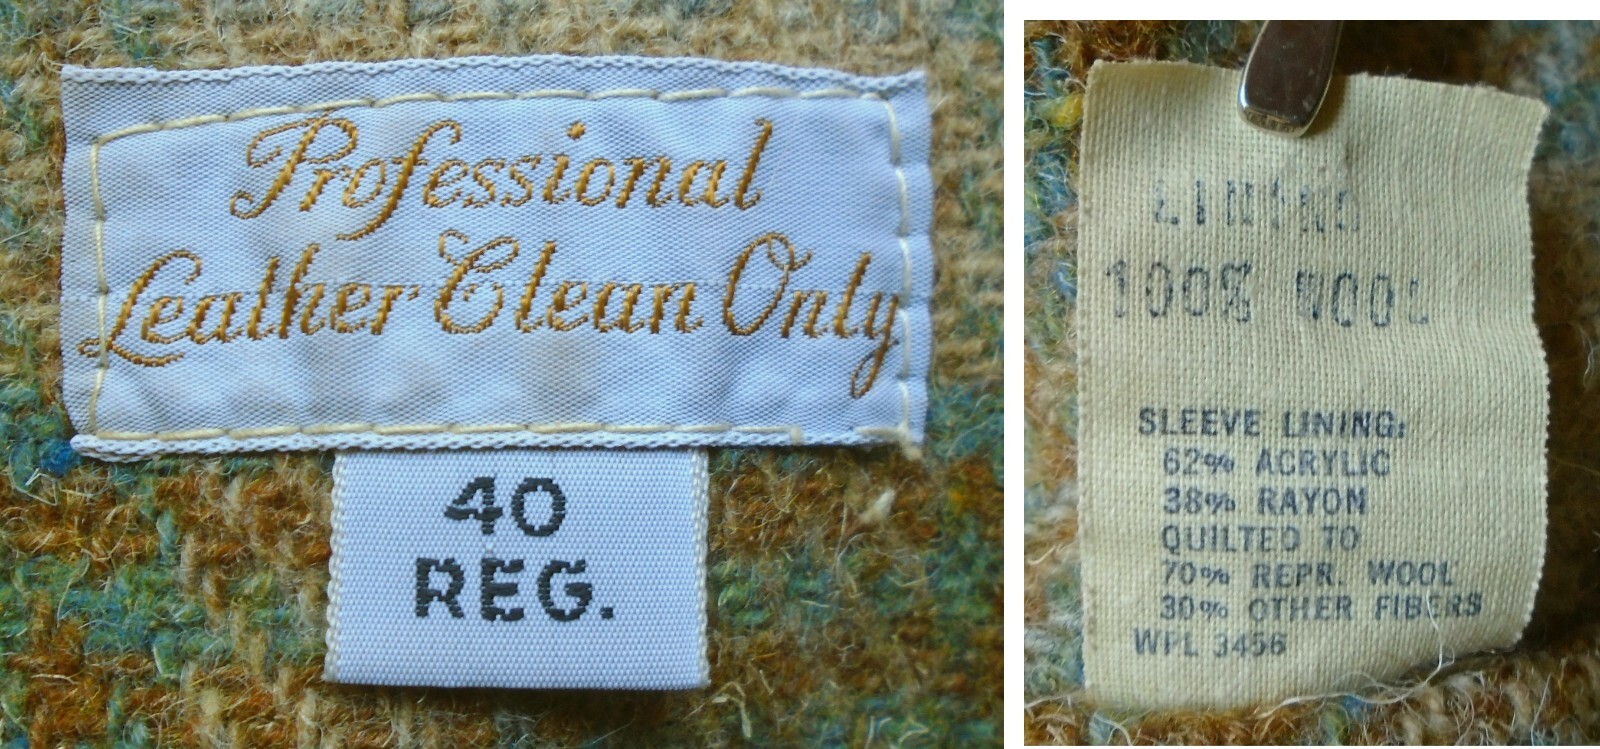 Professional
Leather Clean Only
40
REG.
LINING
100% WOOL
SLEEVE LINING:
62% ACRYLIC
38% RAYON
QUILTED TO
70% REPR. WOOL
30% OTHER FIBERS
WPL 3456